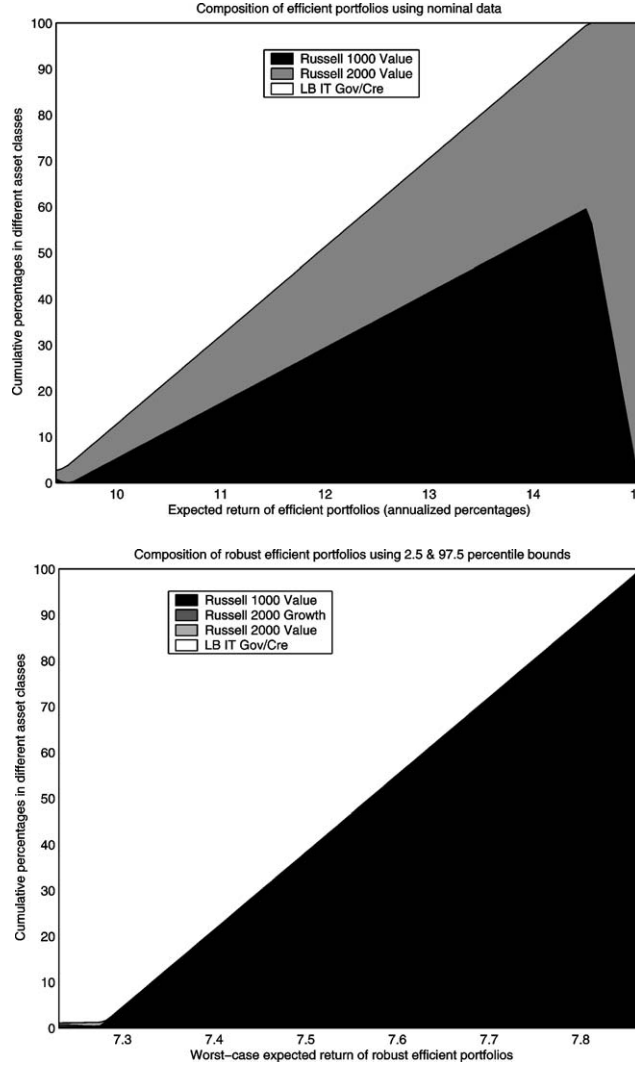 Composition of efficient portfolios using nominal data
Cumulative percentages in different asset classes
100
90
80
70
60
50
40
30
20
10
0
Russell 1000 Value
Russell 2000 Value
LB IT Gov/Cre
10 11 12 13 14
Expected return of efficient portfolios (annualized percentages)
Composition of robust efficient portfolios using 2.5 & 97.5 percentile bounds
Cumulative percentages in different asset classes
100
90
80
70
60
50
40
30
20
10
0
Russell 1000 Value
Russell 2000 Growth
Russell 2000 Value
LB IT Gov/Cre
7.3 7.4 7.5 7.6 7.7 7.8
Worst-case expected return of robust efficient portfolios